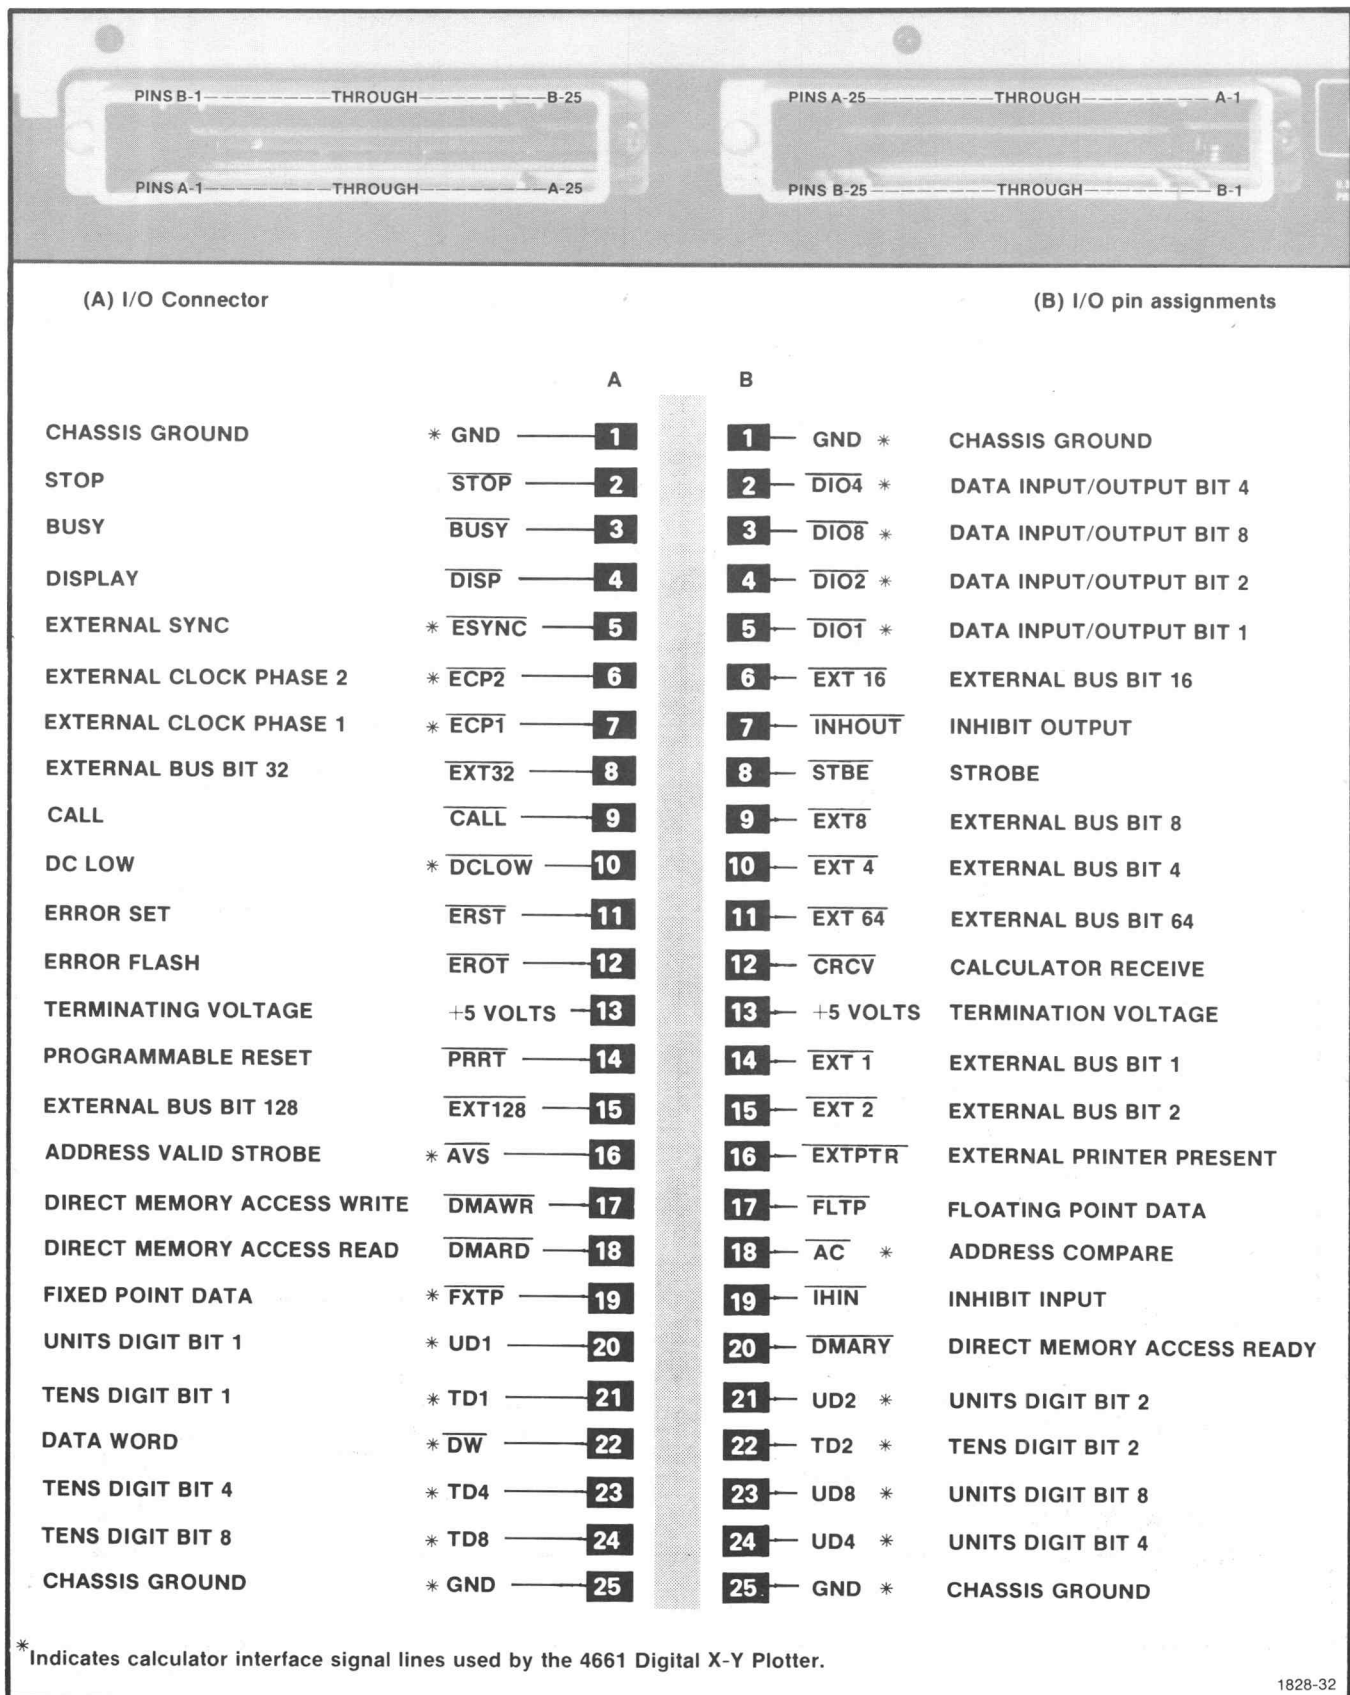 PINS B-1 THROUGH B-25
PINS A-25 THROUGH A-1
PINS A-1 THROUGH A-25
PINS B-25 THROUGH B-1
(A) I/O Connector
(B) I/O pin assignments
A B
CHASSIS GROUND * GND 1 1 GND * CHASSIS GROUND
STOP STOP 2 2 DIO4 * DATA INPUT/OUTPUT BIT 4
BUSY BUSY 3 3 DIO8 * DATA INPUT/OUTPUT BIT 8
DISPLAY DISP 4 4 DIO2 * DATA INPUT/OUTPUT BIT 2
EXTERNAL SYNC * ESYNC 5 5 DIO1 * DATA INPUT/OUTPUT BIT 1
EXTERNAL CLOCK PHASE 2 * ECP2 6 6 EXT 16 EXTERNAL BUS BIT 16
EXTERNAL CLOCK PHASE 1 * ECP1 7 7 INHOUT INHIBIT OUTPUT
EXTERNAL BUS BIT 32 EXT32 8 8 STBE STROBE
CALL CALL 9 9 EXT8 EXTERNAL BUS BIT 8
DC LOW * DCLOW 10 10 EXT 4 EXTERNAL BUS BIT 4
ERROR SET ERST 11 11 EXT 64 EXTERNAL BUS BIT 64
ERROR FLASH EROT 12 12 CRCV CALCULATOR RECEIVE
TERMINATING VOLTAGE +5 VOLTS 13 13 +5 VOLTS TERMINATION VOLTAGE
PROGRAMMABLE RESET PRRT 14 14 EXT 1 EXTERNAL BUS BIT 1
EXTERNAL BUS BIT 128 EXT128 15 15 EXT 2 EXTERNAL BUS BIT 2
ADDRESS VALID STROBE * AVS 16 16 EXTPTR EXTERNAL PRINTER PRESENT
DIRECT MEMORY ACCESS WRITE DMAWR 17 17 FLTP FLOATING POINT DATA
DIRECT MEMORY ACCESS READ DMARD 18 18 AC * ADDRESS COMPARE
FIXED POINT DATA * FXTP 19 19 IHIN INHIBIT INPUT
UNITS DIGIT BIT 1 * UD1 20 20 DMARY DIRECT MEMORY ACCESS READY
TENS DIGIT BIT 1 * TD1 21 21 UD2 * UNITS DIGIT BIT 2
DATA WORD * DW 22 22 TD2 * TENS DIGIT BIT 2
TENS DIGIT BIT 4 * TD4 23 23 UD8 * UNITS DIGIT BIT 8
TENS DIGIT BIT 8 * TD8 24 24 UD4 * UNITS DIGIT BIT 4
CHASSIS GROUND * GND 25 25 GND * CHASSIS GROUND
*Indicates calculator interface signal lines used by the 4661 Digital X-Y Plotter.
1828-32